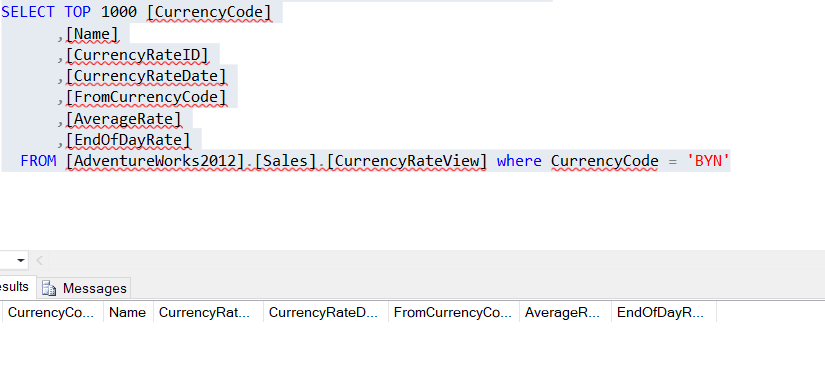 SELECT TOP 1000 [CurrencyCode]
,[Name]
,[CurrencyRateID]
,[CurrencyRateDate]
,[FromCurrencyCode]
,[AverageRate]
,[EndOfDayRate]
FROM [AdventureWorks2012].[Sales].[CurrencyRateView] where CurrencyCode = 'BYN'
esults Messages
CurrencyCo... Name CurrencyRat... CurrencyRateD... FromCurrencyCo... AverageR... EndOfDayR...